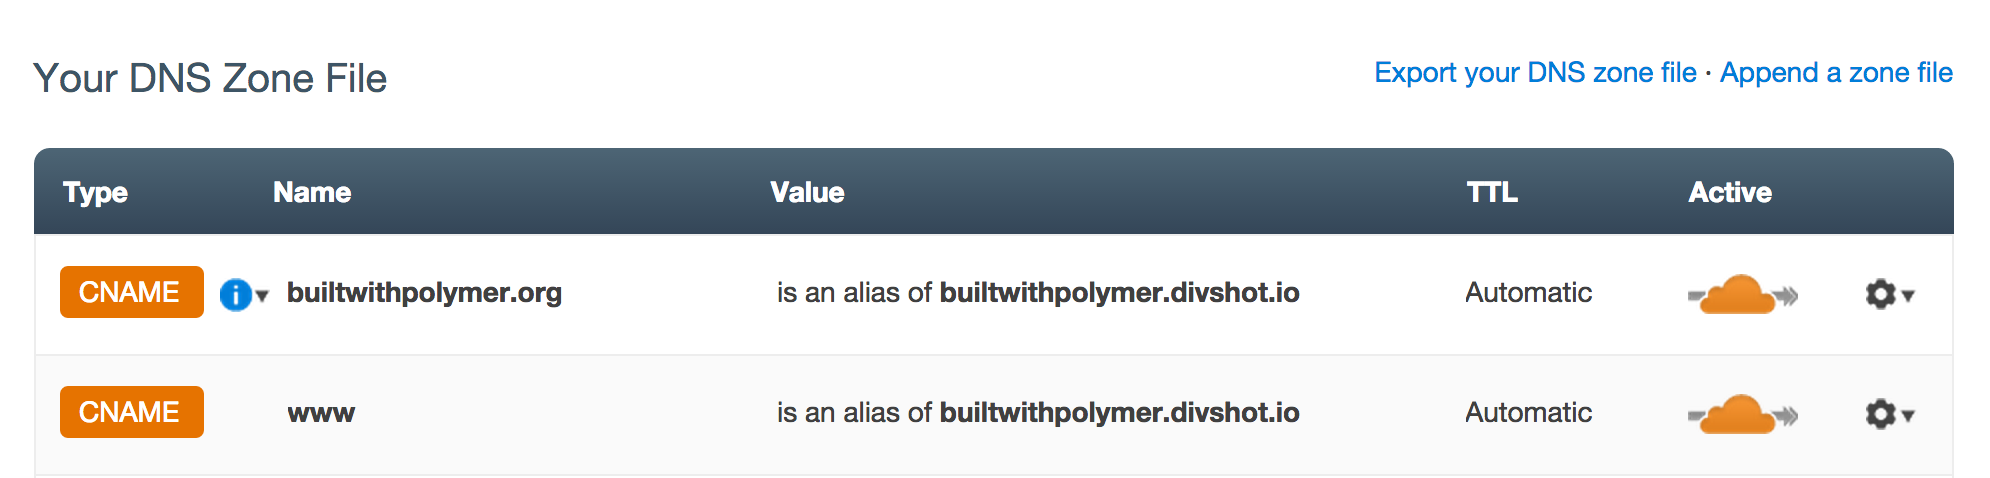 Your DNS Zone File
Export your DNS zone file · Append a zone file
Type Name Value TTL Active
CNAME i builtwithpolymer.org is an alias of builtwithpolymer.divshot.io Automatic
CNAME www is an alias of builtwithpolymer.divshot.io Automatic